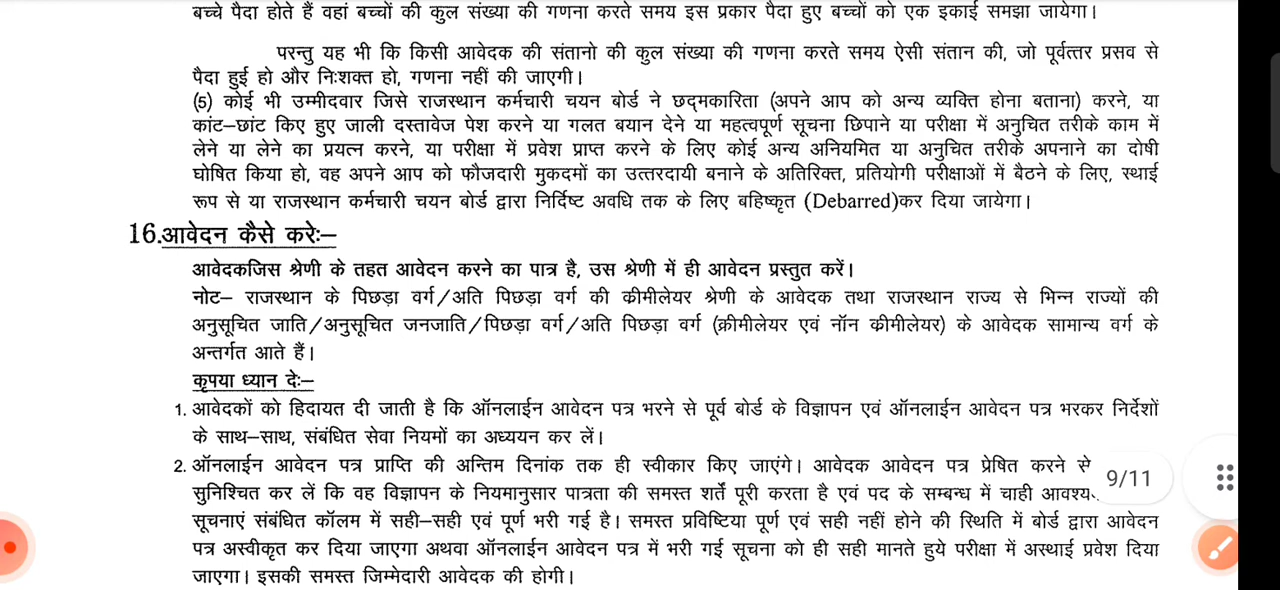 बच्चे पैदा होते हैं वहां बच्चों की कुल संख्या की गणना करते समय इस प्रकार पैदा हुए बच्चों को एक इकाई समझा जायेगा।
परन्तु यह भी कि किसी आवेदक की संतानो की कुल संख्या की गणना करते समय ऐसी संतान की, जो पूर्वत्तर प्रसव से
पैदा हुई हो और निःशक्त हो, गणना नहीं की जाएगी।
(5) कोई भी उम्मीदवार जिसे राजस्थान कर्मचारी चयन बोर्ड ने छद्‌मकारिता (अपने आप को अन्य व्यक्ति होना बताना) करने, या
कांट–छांट किए हुए जाली दस्तावेज पेश करने या गलत बयान देने या महत्वपूर्ण सूचना छिपाने या परीक्षा में अनुचित तरीके काम में
लेने या लेने का प्रयत्न करने, या परीक्षा में प्रवेश प्राप्त करने के लिए कोई अन्य अनियमित या अनुचित तरीके अपनाने का दोषी
घोषित किया हो, वह अपने आप को फौजदारी मुकदमों का उत्तरदायी बनाने के अतिरिक्त, प्रतियोगी परीक्षाओं में बैठने के लिए, स्थाई
रूप से या राजस्थान कर्मचारी चयन बोर्ड द्वारा निर्दिष्ट अवधि तक के लिए बहिष्कृत (Debarred)कर दिया जायेगा।
16.आवेदन कैसे करेः–
आवेदकजिस श्रेणी के तहत आवेदन करने का पात्र है, उस श्रेणी में ही आवेदन प्रस्तुत करें।
नोट– राजस्थान के पिछड़ा वर्ग/अति पिछड़ा वर्ग की क्रीमीलेयर श्रेणी के आवेदक तथा राजस्थान राज्य से भिन्न राज्यों की
अनुसूचित जाति/अनुसूचित जनजाति/पिछड़ा वर्ग/अति पिछड़ा वर्ग (क्रीमीलेयर एवं नॉन क्रीमीलेयर) के आवेदक सामान्य वर्ग के
अन्तर्गत आते हैं।
कृपया ध्यान देः–
1. आवेदकों को हिदायत दी जाती है कि ऑनलाईन आवेदन पत्र भरने से पूर्व बोर्ड के विज्ञापन एवं ऑनलाईन आवेदन पत्र भरकर निर्देशों
के साथ–साथ, संबंधित सेवा नियमों का अध्ययन कर लें।
2. ऑनलाईन आवेदन पत्र प्राप्ति की अन्तिम दिनांक तक ही स्वीकार किए जाएंगे। आवेदक आवेदन पत्र प्रेषित करने से
सुनिश्चित कर लें कि वह विज्ञापन के नियमानुसार पात्रता की समस्त शर्तें पूरी करता है एवं पद के सम्बन्ध में चाही
9/11
सूचनाएं संबंधित कॉलम में सही–सही एवं पूर्ण भरी गई है। समस्त प्रविष्टिया पूर्ण एवं सही नहीं होने की स्थिति में बोर्ड द्वारा आवेदन
पत्र अस्वीकृत कर दिया जाएगा अथवा ऑनलाईन आवेदन पत्र में भरी गई सूचना को ही सही मानते हुये परीक्षा में अस्थाई प्रवेश दिया
जाएगा। इसकी समस्त जिम्मेदारी आवेदक की होगी।